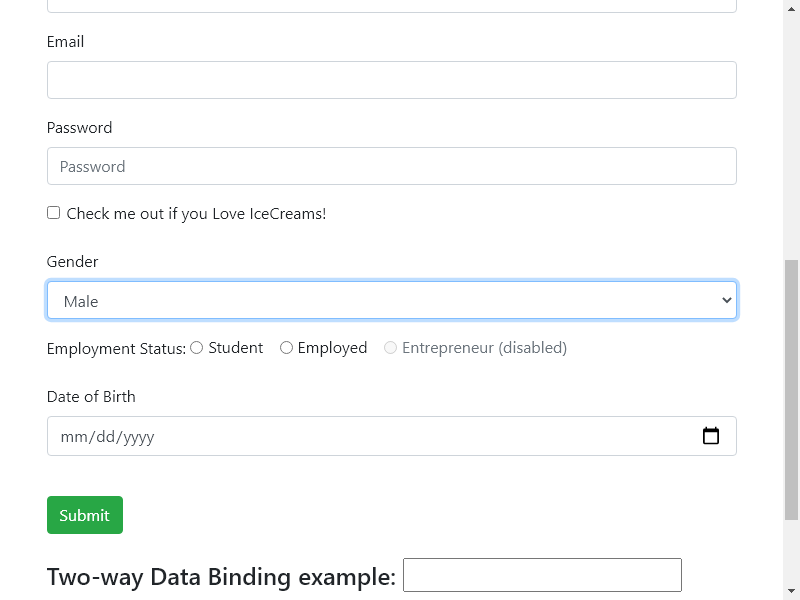 Email
Password
Password
Check me out if you Love IceCreams!
Gender
Male
Employment Status: Student Employed Entrepreneur (disabled)
Date of Birth
mm/dd/yyyy
Submit
Two-way Data Binding example: